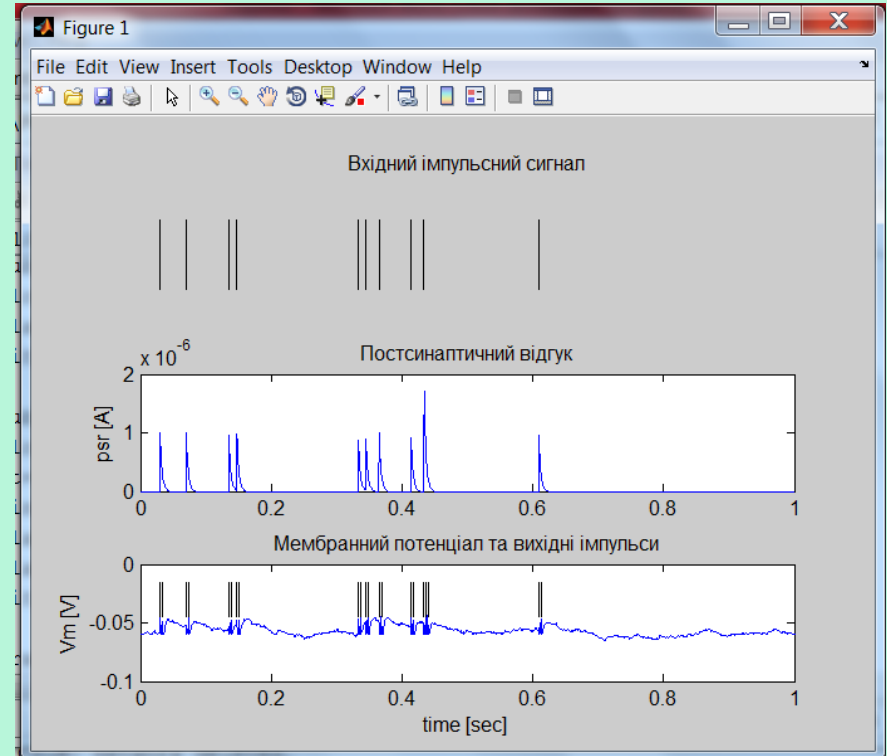 Figure 1
File Edit View Insert Tools Desktop Window Help
Вхідний імпульсний сигнал
x 10^-6
Постсинаптичний відгук
2
1
0
psr [A]
0 0.2 0.4 0.6 0.8 1
Мембранний потенціал та вихідні імпульси
0
-0.05
-0.1
Vm [V]
0 0.2 0.4 0.6 0.8 1
time [sec]